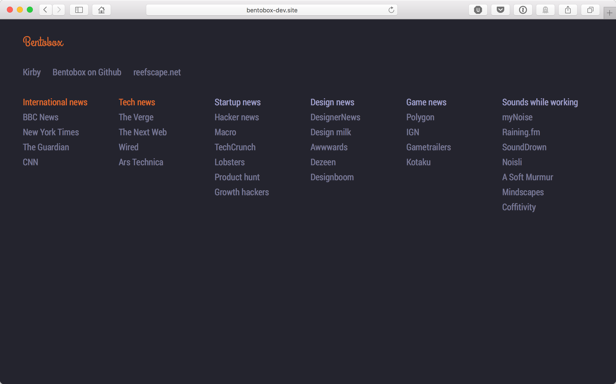 bentobox-dev.site
Bentobox
Kirby Bentobox on Github reefscape.net
International news
BBC News
New York Times
The Guardian
CNN
Tech news
The Verge
The Next Web
Wired
Ars Technica
Startup news
Hacker news
Macro
TechCrunch
Lobsters
Product hunt
Growth hackers
Design news
DesignerNews
Design milk
Awwwards
Dezeen
Designboom
Game news
Polygon
IGN
Gametrailers
Kotaku
Sounds while working
myNoise
Raining.fm
SoundDrown
Noisli
A Soft Murmur
Mindscapes
Coffitivity